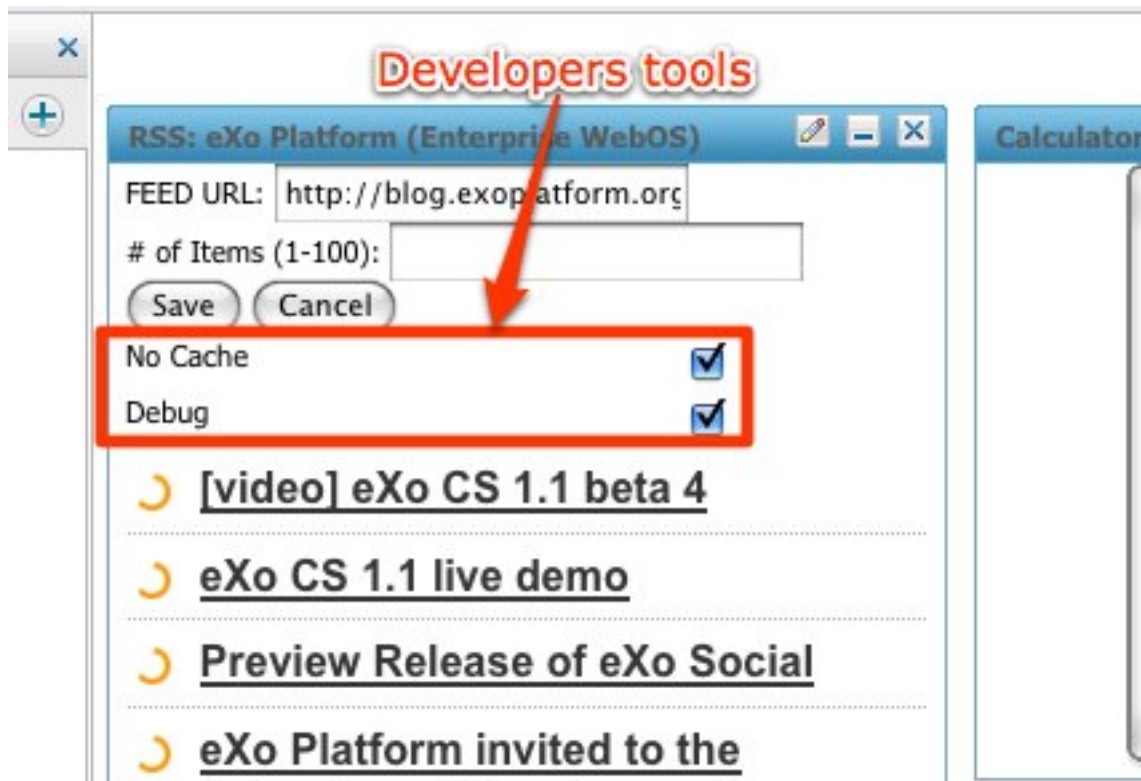 Developers tools
RSS: eXo Platform (Enterprise WebOS)
Calculator
FEED URL: http://blog.exoplatform.org
# of Items (1-100):
Save Cancel
No Cache
Debug
[video] eXo CS 1.1 beta 4
eXo CS 1.1 live demo
Preview Release of eXo Social
eXo Platform invited to the